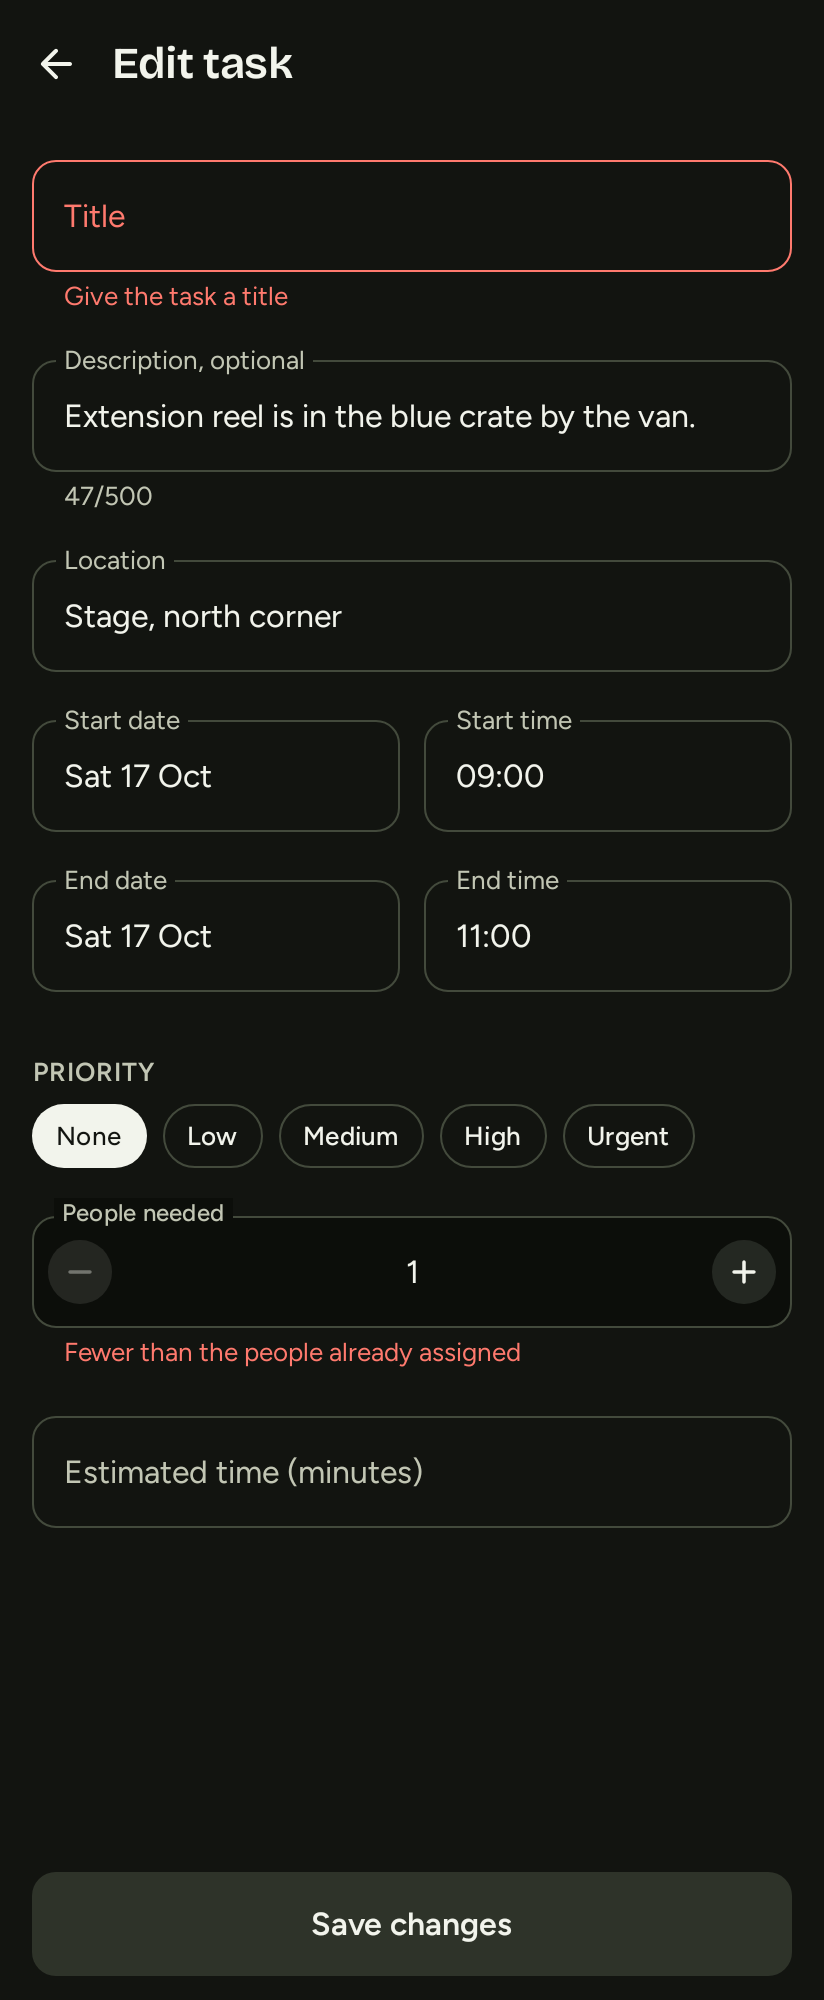 Edit task
Title
Give the task a title
Description, optional
Extension reel is in the blue crate by the van.
47/500
Location
Stage, north corner
Start date
Start time
Sat 17 Oct
09:00
End date
End time
Sat 17 Oct
11:00
PRIORITY
None
Low
Medium
High
Urgent
People needed
1
Fewer than the people already assigned
Estimated time (minutes)
Save changes